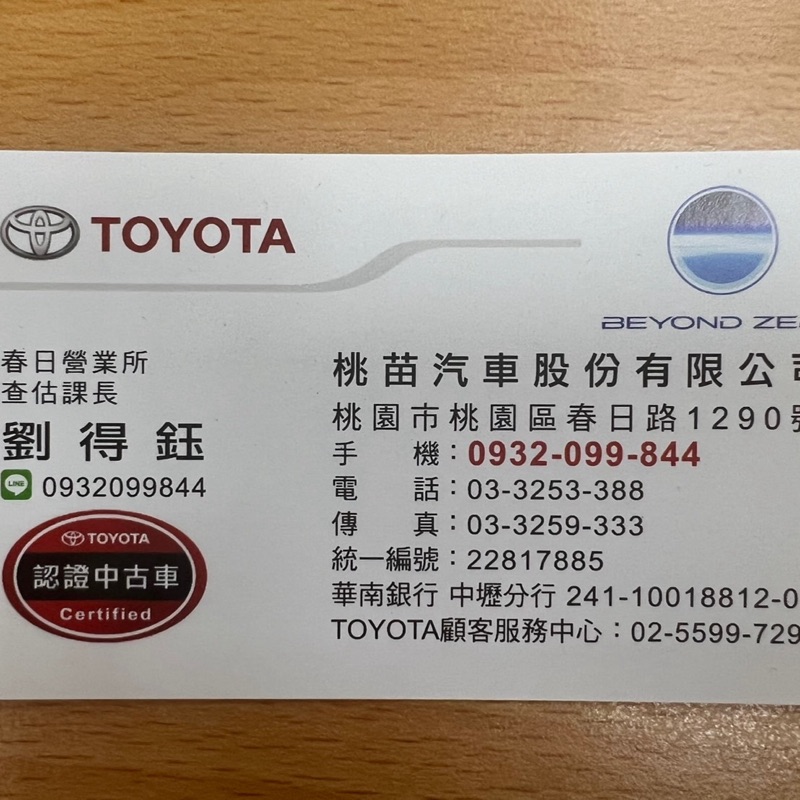 TOYOTA
BEYOND ZE
春日營業所
查估課長
劉得鈺
LINE 0932099844
TOYOTA
認證中古車
Certified
桃苗汽車股份有限公司
桃園市桃園區春日路1290號
手 機：0932-099-844
電 話：03-3253-388
傳 真：03-3259-333
統一編號：22817885
華南銀行 中壢分行 241-10018812-0
TOYOTA顧客服務中心：02-5599-729